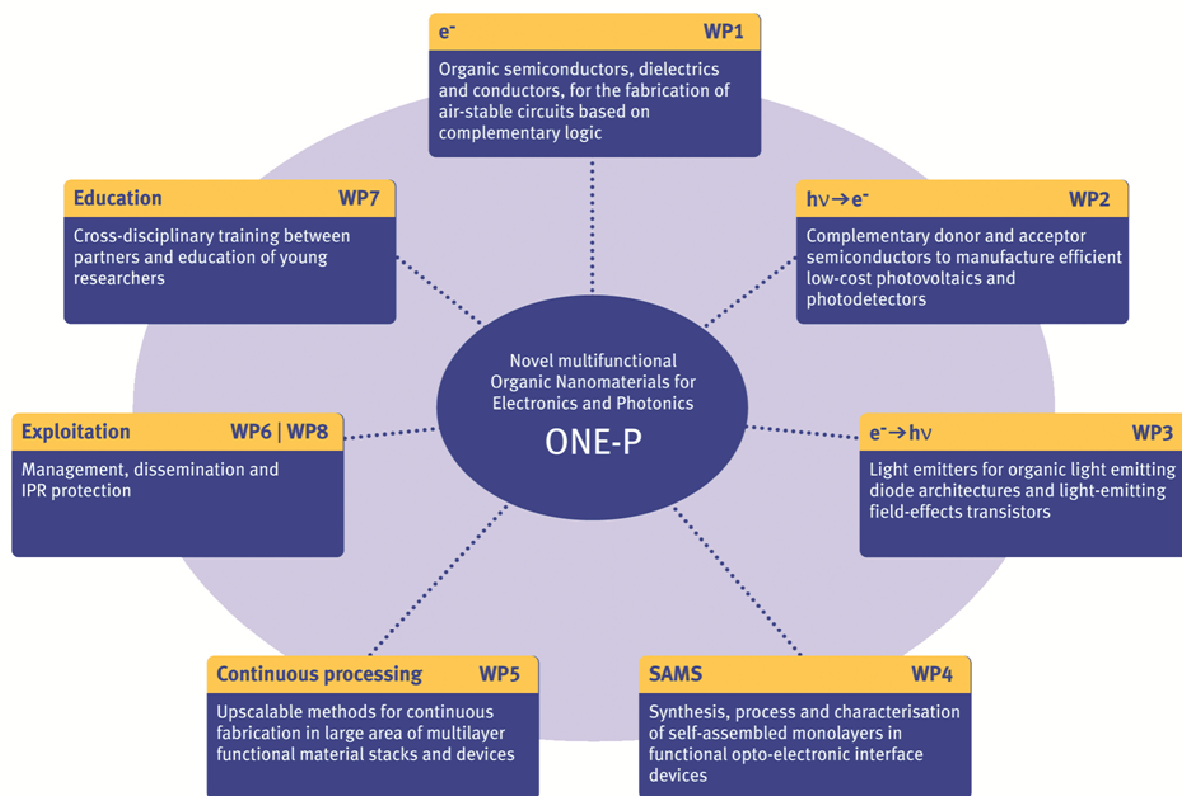 e⁻ WP1
Organic semiconductors, dielectrics
and conductors, for the fabrication of
air-stable circuits based on
complementary logic
Education WP7
Cross-disciplinary training between
partners and education of young
researchers
hν→e⁻ WP2
Complementary donor and acceptor
semiconductors to manufacture efficient
low-cost photovoltaics and
photodetectors
Novel multifunctional
Organic Nanomaterials for
Electronics and Photonics
ONE-P
Exploitation WP6 | WP8
Management, dissemination and
IPR protection
e⁻→hν WP3
Light emitters for organic light emitting
diode architectures and light-emitting
field-effects transistors
Continuous processing WP5
Upscalable methods for continuous
fabrication in large area of multilayer
functional material stacks and devices
SAMS WP4
Synthesis, process and characterisation
of self-assembled monolayers in
functional opto-electronic interface
devices